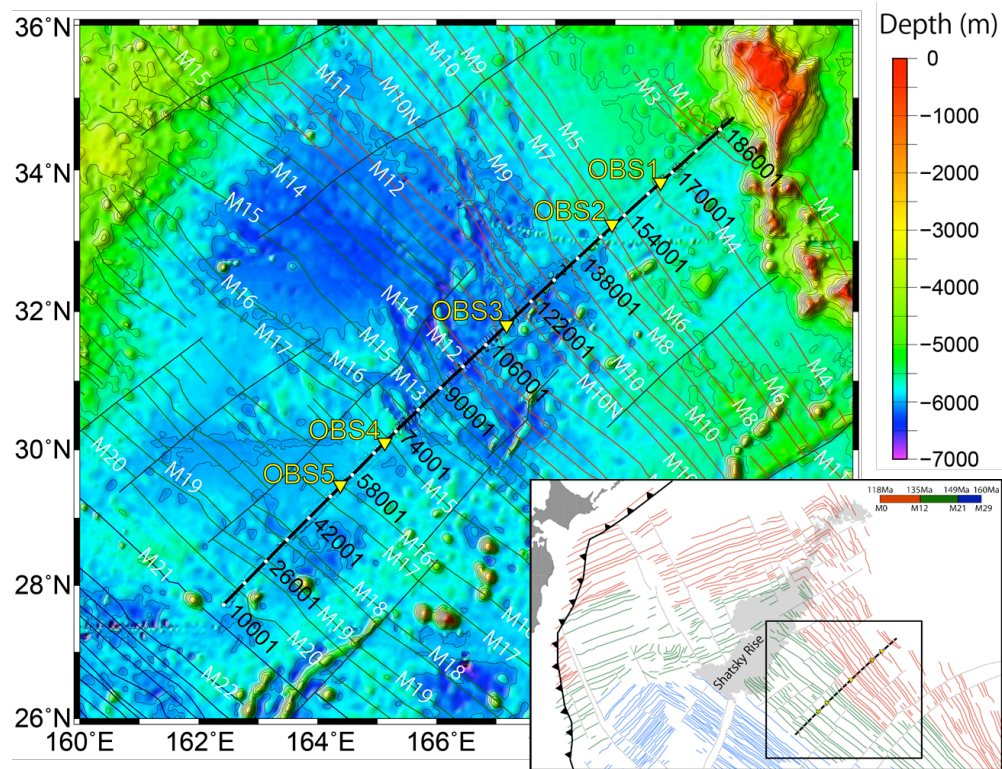 36°N
34°N
32°N
30°N
28°N
26°N
160°E
162°E
164°E
166°E
Depth (m)
0
−1000
−2000
−3000
−4000
−5000
−6000
−7000
M15
M11
M10N
M10
M9
M3
M1
M5
M7
M9
M12
M14
M15
M16
M17
M16
M15
M14
M13
M12
M1
M4
M6
M8
M10
M10N
M4
M6
M8
M10
M20
M19
M21
M22
M15
M16
M17
M18
M19
M20
M17
M18
M19
OBS1
OBS2
OBS3
OBS4
OBS5
186001
170001
154001
138001
122001
106001
90001
74001
58001
42001
26001
10001
118Ma 135Ma 149Ma 160Ma
M0 M12 M21 M29
Shatsky Rise